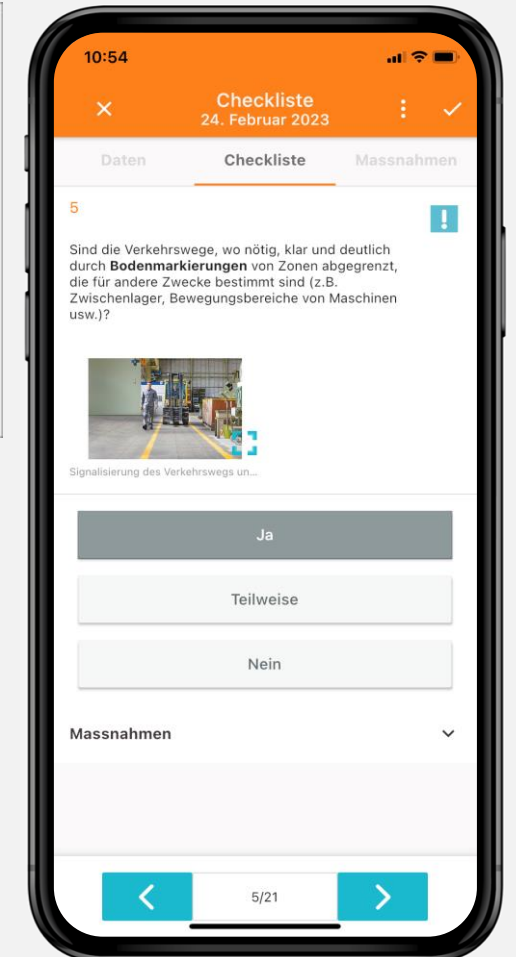 10:54
Checkliste
24. Februar 2023
Daten Checkliste Massnahmen
5
Sind die Verkehrswege, wo nötig, klar und deutlich
durch Bodenmarkierungen von Zonen abgegrenzt,
die für andere Zwecke bestimmt sind (z.B.
Zwischenlager, Bewegungsbereiche von Maschinen
usw.)?
Signalisierung des Verkehrswegs un...
Ja
Teilweise
Nein
Massnahmen
5/21